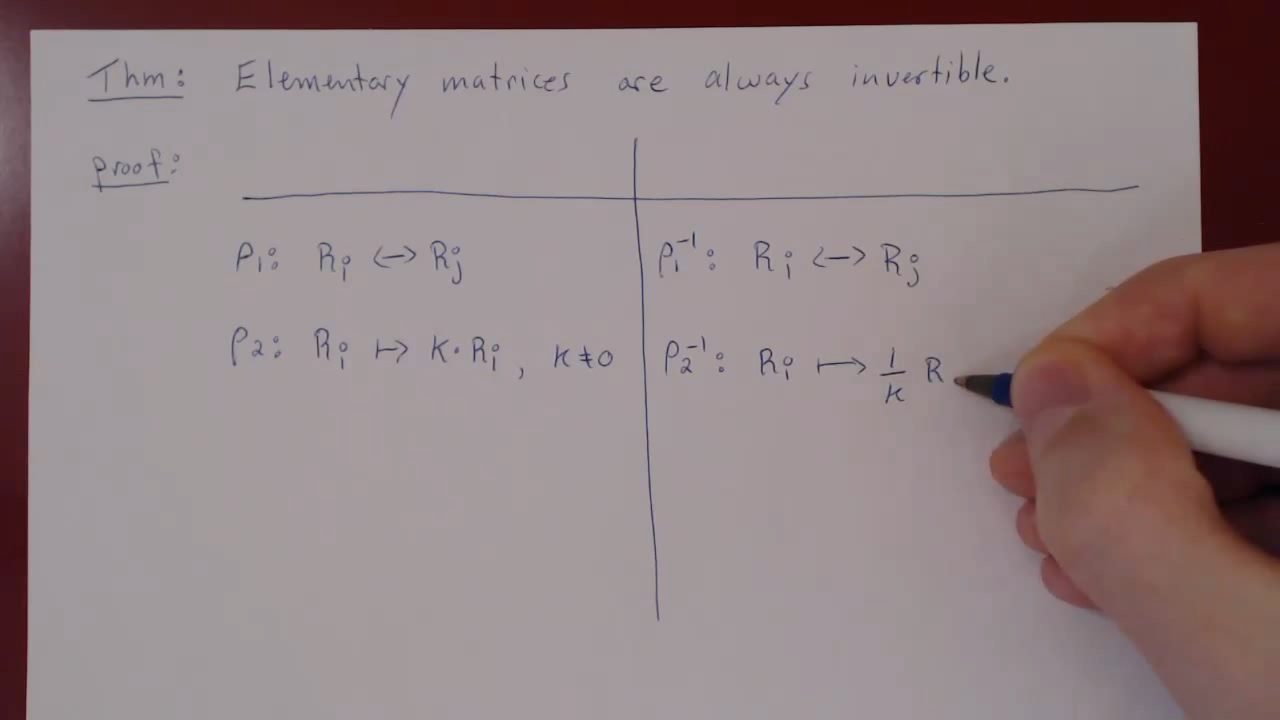 Thm: Elementary matrices are always invertible.
proof:
ρ₁: Rᵢ ↔ Rⱼ
ρ₁⁻¹: Rᵢ ↔ Rⱼ
ρ₂: Rᵢ ↦ k·Rᵢ, k≠0
ρ₂⁻¹: Rᵢ ↦ 1/k R